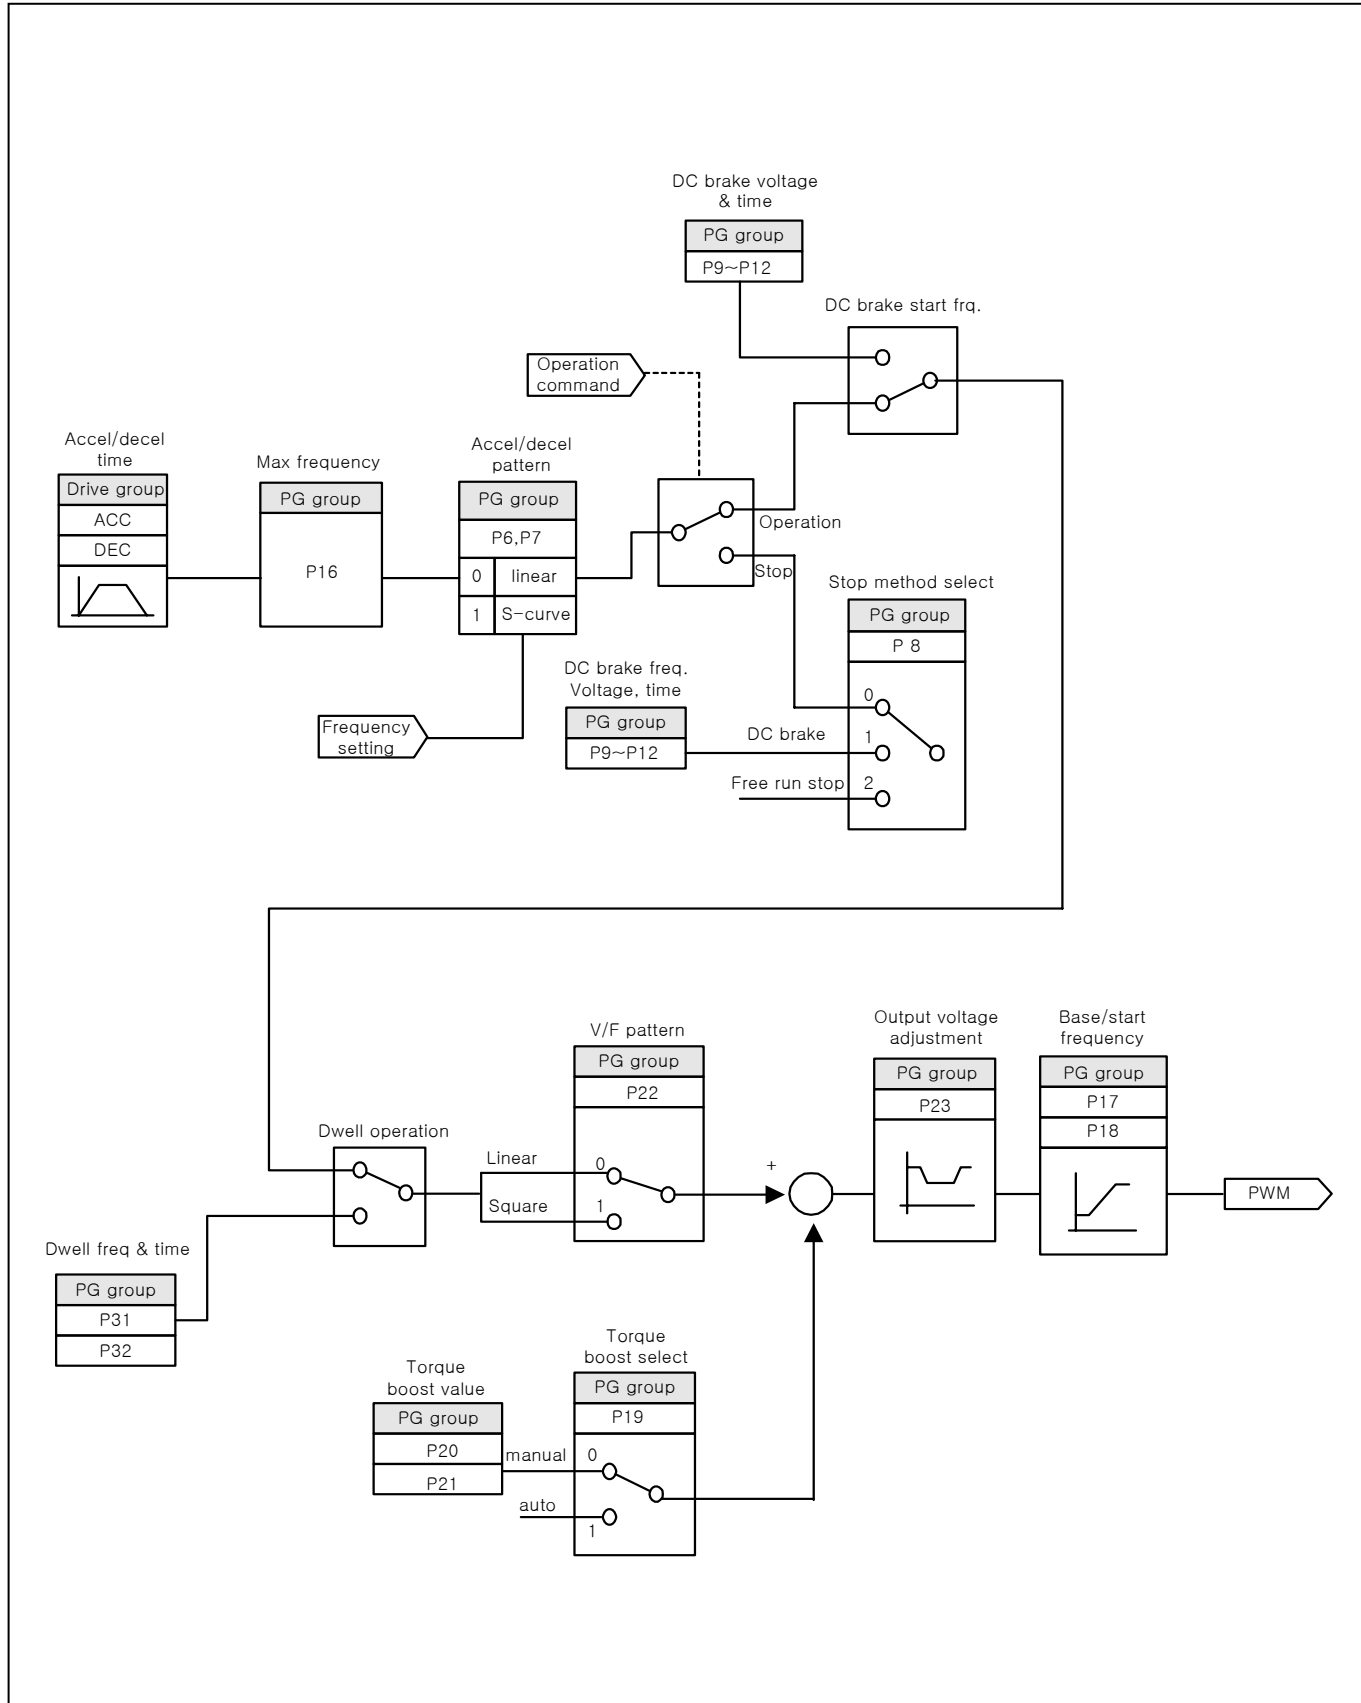 DC brake voltage
& time
PG group
P9~P12
DC brake start frq.
Operation
command
Accel/decel
time
Drive group
ACC
DEC
Max frequency
PG group
P16
Accel/decel
pattern
PG group
P6,P7
0 linear
1 S-curve
Operation
Stop
Frequency
setting
DC brake freq.
Voltage, time
PG group
P9~P12
Stop method select
PG group
P 8
0
DC brake 1
Free run stop 2
Dwell operation
Dwell freq & time
PG group
P31
P32
V/F pattern
PG group
P22
Linear 0
Square 1
+
Output voltage
adjustment
PG group
P23
Base/start
frequency
PG group
P17
P18
PWM
Torque
boost value
PG group
P20
P21
Torque
boost select
PG group
P19
manual 0
auto
1